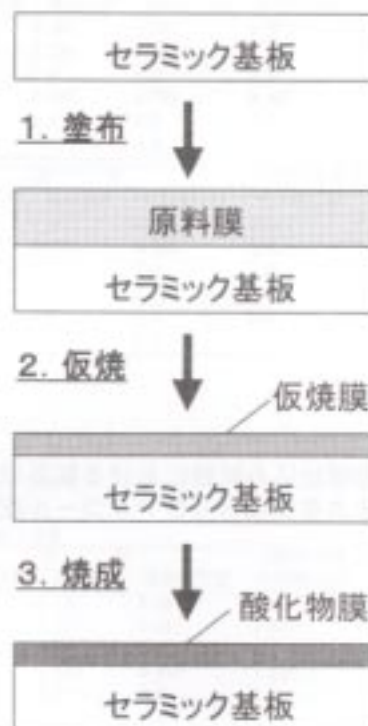 セラミック基板
1. 塗布
原料膜
セラミック基板
2. 仮焼
仮焼膜
セラミック基板
3. 焼成
酸化物膜
セラミック基板